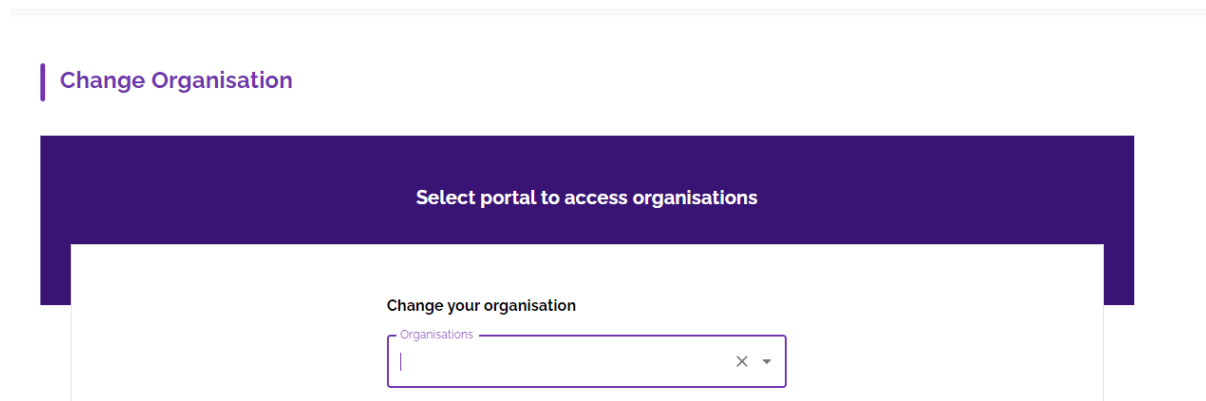 Change Organisation
Select portal to access organisations
Change your organisation
Organisations